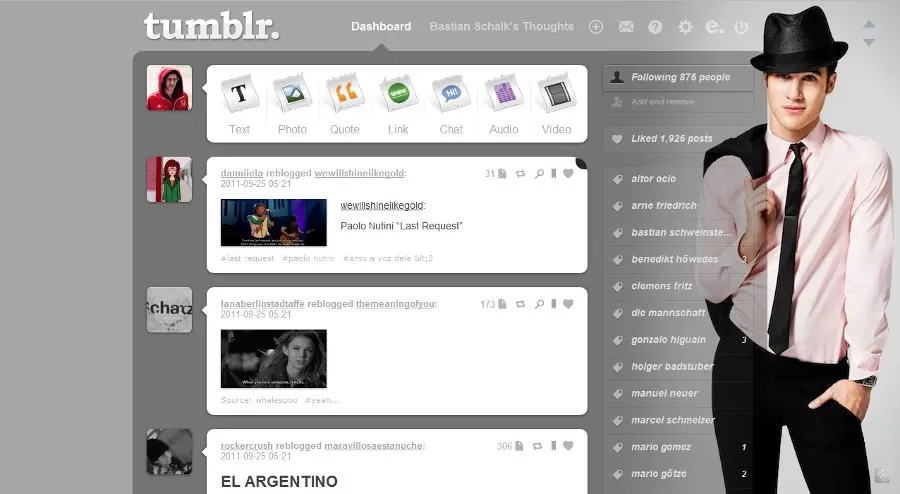 tumblr.
Dashboard
Bastian Schalk's Thoughts
Following 876 people
Add and remove
Liked 1,926 posts
T
WWW
Hi!
Text
Photo
Quote
Link
Chat
Audio
Video
danniiela reblogged wewillshinelikegold:
2011-09-25 05:21
31
wewillshinelikegold:
Paolo Nutini "Last Request"
#last request #paolo nutini #amo a voz dele &lt;3
schatz
lanaberlinstadtaffe reblogged themeaningofyou:
2011-09-25 05:21
173
When you love someone, it hurts.
Source: whalespoo #yeah...
rockercrush reblogged maravillosaestanoche:
2011-09-25 05:21
306
EL ARGENTINO
aitor ocio
arne friedrich
bastian schweinste...
benedikt höwedes 3
clemens fritz
die mannschaft
gonzalo higuain 3
holger badstuber
manuel neuer
marcel schmelzer
mario gomez 1
mario götze 2